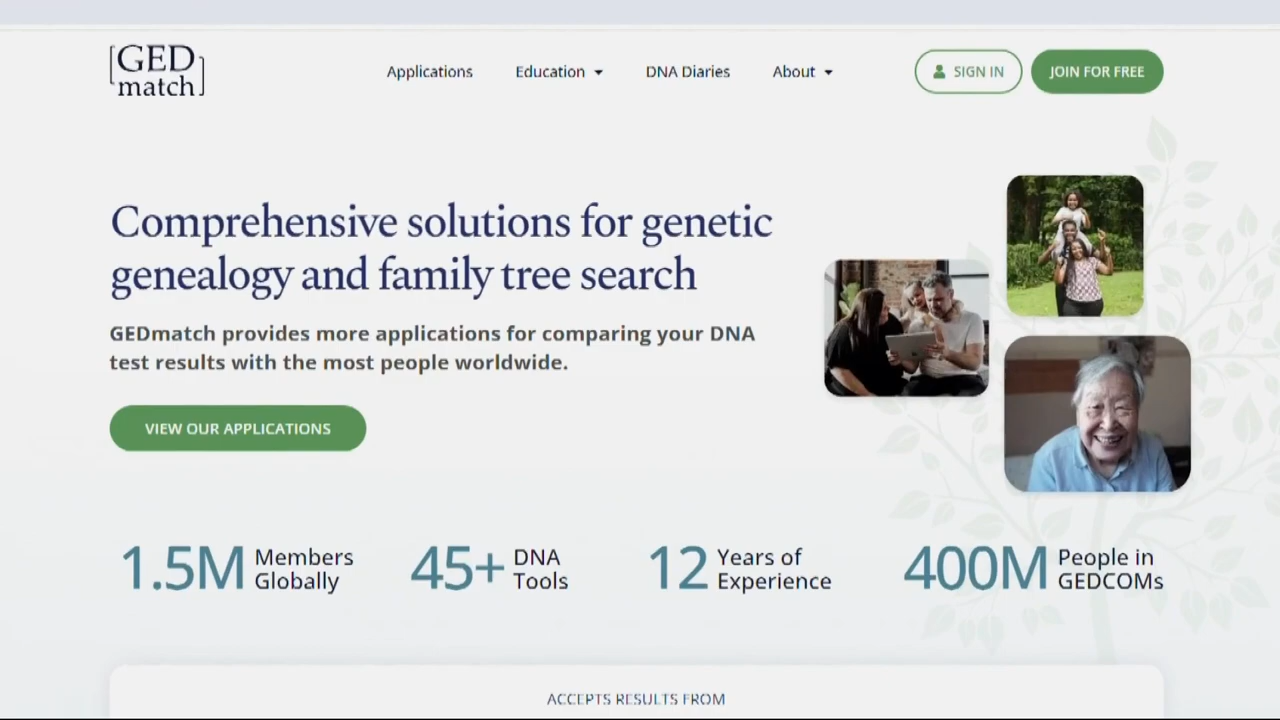 GED
match
Applications
Education
DNA Diaries
About
SIGN IN
JOIN FOR FREE
Comprehensive solutions for genetic
genealogy and family tree search
GEDmatch provides more applications for comparing your DNA
test results with the most people worldwide.
VIEW OUR APPLICATIONS
1.5M Members
Globally
45+ DNA
Tools
12 Years of
Experience
400M People in
GEDCOMs
ACCEPTS RESULTS FROM